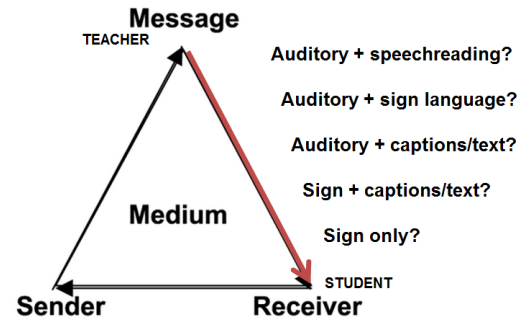 Message
TEACHER
Auditory + speechreading?
Auditory + sign language?
Auditory + captions/text?
Sign + captions/text?
Medium
Sign only?
STUDENT
Sender
Receiver